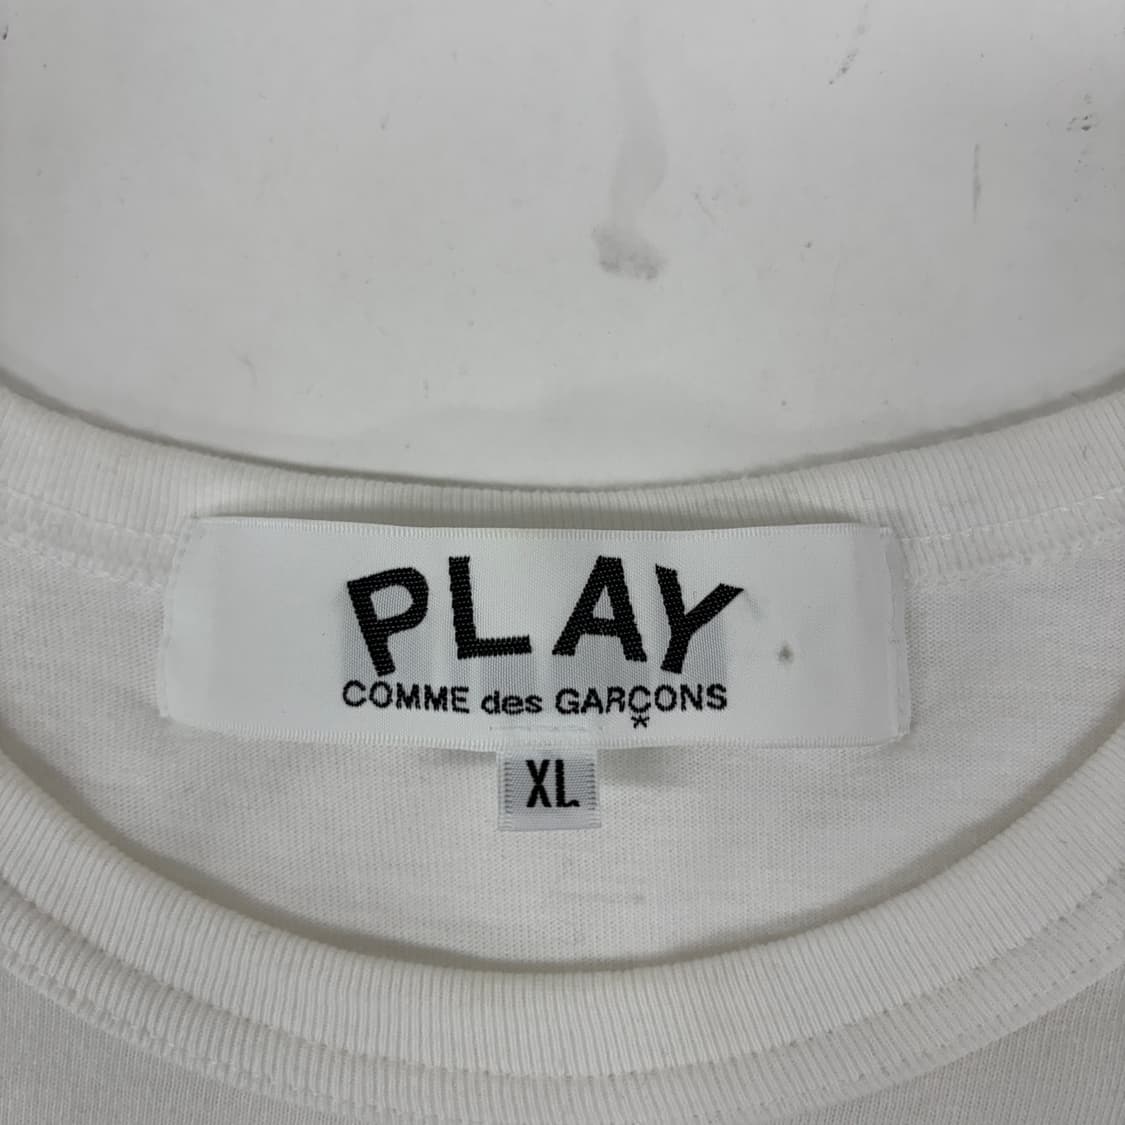 PLAY
COMME des GARÇONS
*
XL